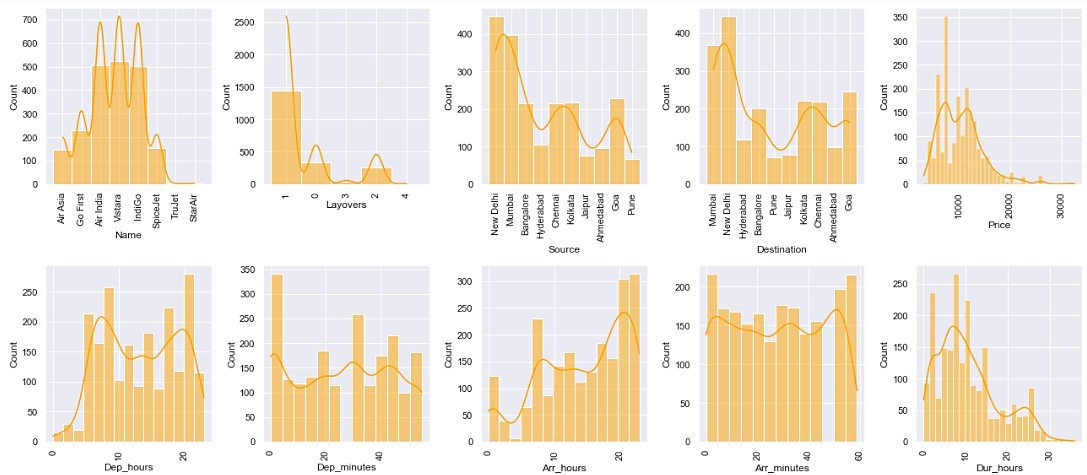 700
600
500
400
300
200
100
0
Count
Air Asia
Go First
Air India
Vistara
IndiGo
SpiceJet
TruJet
StarAir
Name
2500
2000
1500
1000
500
0
Count
1
0
3
2
4
Layovers
400
300
200
100
0
Count
New Delhi
Mumbai
Bangalore
Hyderabad
Chennai
Kolkata
Jaipur
Ahmedabad
Goa
Pune
Source
400
300
200
100
0
Count
Mumbai
New Delhi
Hyderabad
Bangalore
Pune
Jaipur
Kolkata
Chennai
Ahmedabad
Goa
Destination
350
300
250
200
150
100
50
0
Count
10000
20000
30000
Price
250
200
150
100
50
0
Count
0
10
20
Dep_hours
350
300
250
200
150
100
50
0
Count
0
20
40
Dep_minutes
300
250
200
150
100
50
0
Count
0
10
20
Arr_hours
200
150
100
50
0
Count
0
20
40
60
Arr_minutes
250
200
150
100
50
0
Count
0
10
20
30
Dur_hours